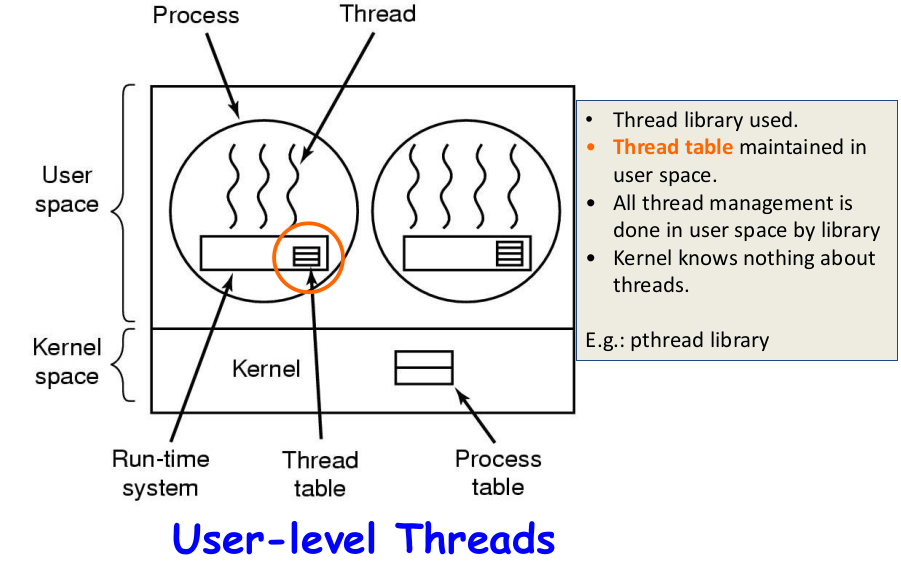 Process
Thread
User
space
Kernel
space
Kernel
Run-time
system
Thread
table
Process
table
• Thread library used.
• Thread table maintained in
user space.
• All thread management is
done in user space by library
• Kernel knows nothing about
threads.
E.g.: pthread library
User-level Threads